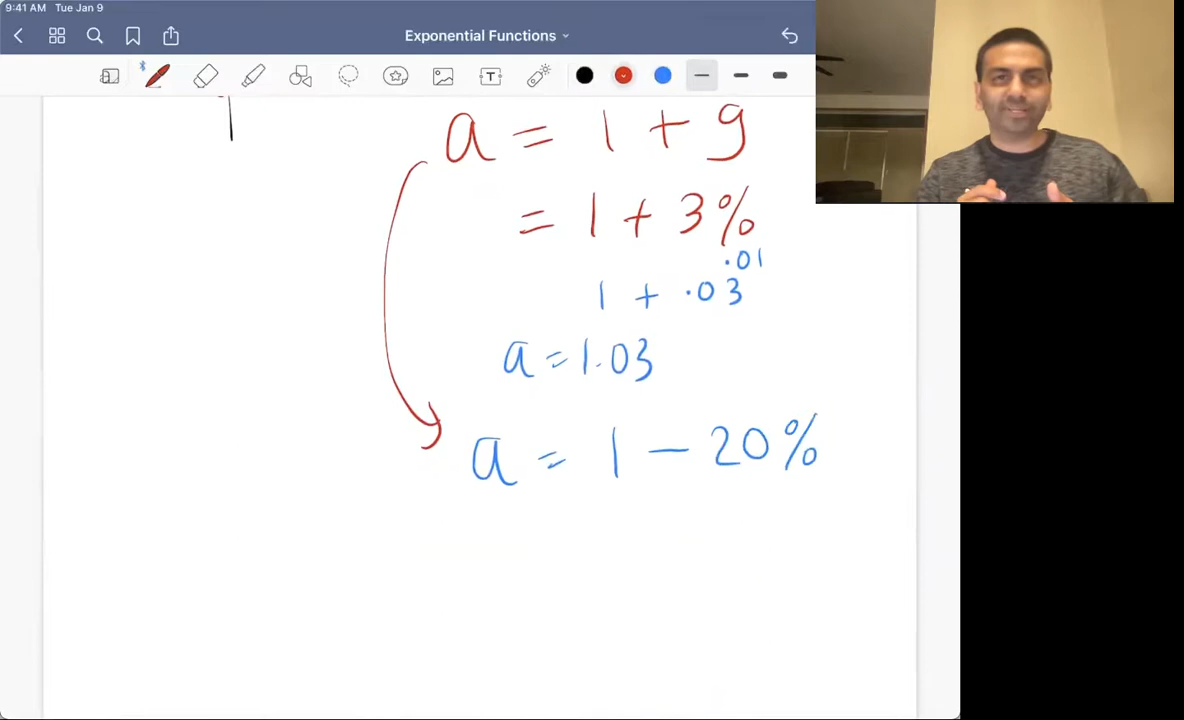 9:41 AM Tue Jan 9
Exponential Functions
T
a = 1 + g
= 1 + 3%
.01
1 + .03
a = 1.03
a = 1 - 20%